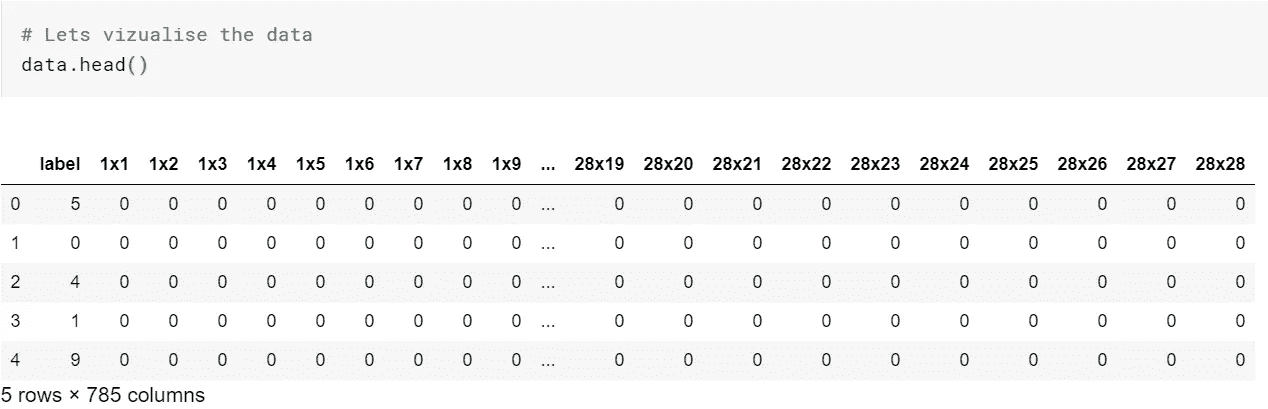 # Lets vizualise the data
data.head()
label 1x1 1x2 1x3 1x4 1x5 1x6 1x7 1x8 1x9 ... 28x19 28x20 28x21 28x22 28x23 28x24 28x25 28x26 28x27 28x28
0 5 0 0 0 0 0 0 0 0 0 ... 0 0 0 0 0 0 0 0 0 0
1 0 0 0 0 0 0 0 0 0 0 ... 0 0 0 0 0 0 0 0 0 0
2 4 0 0 0 0 0 0 0 0 0 ... 0 0 0 0 0 0 0 0 0 0
3 1 0 0 0 0 0 0 0 0 0 ... 0 0 0 0 0 0 0 0 0 0
4 9 0 0 0 0 0 0 0 0 0 ... 0 0 0 0 0 0 0 0 0 0
5 rows × 785 columns